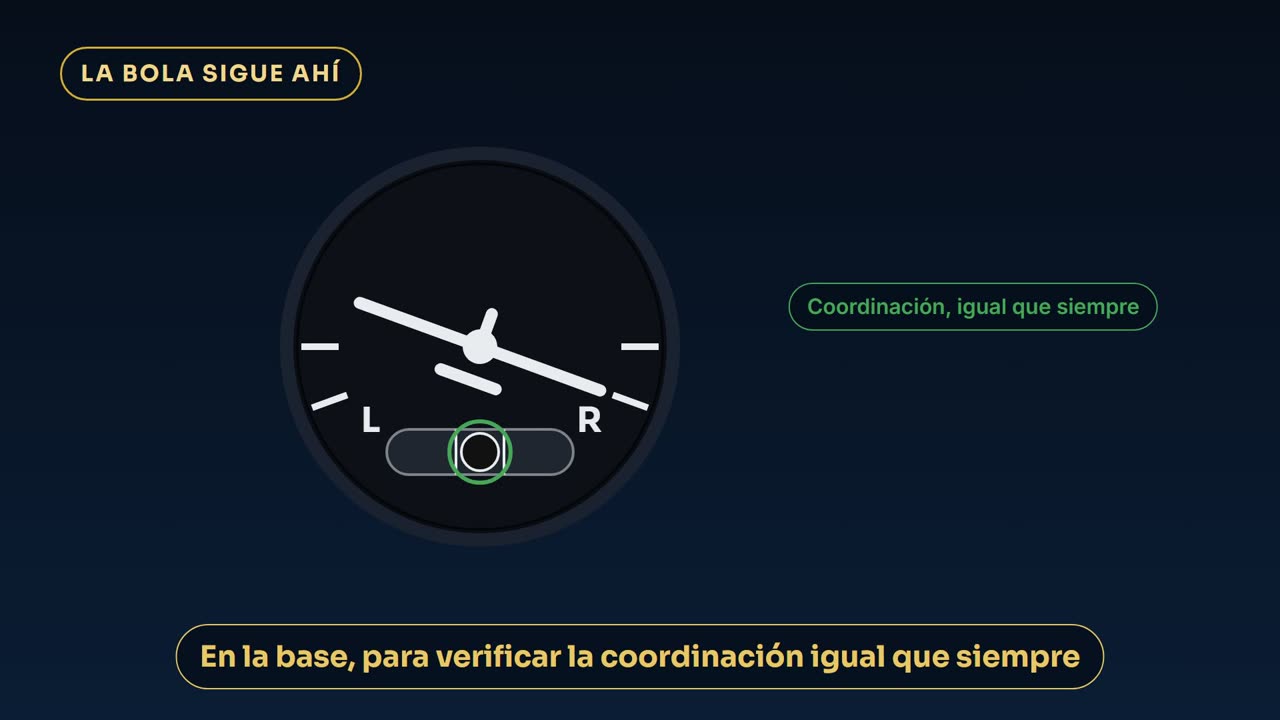 LA BOLA SIGUE AHÍ
Coordinación, igual que siempre
L
R
En la base, para verificar la coordinación igual que siempre